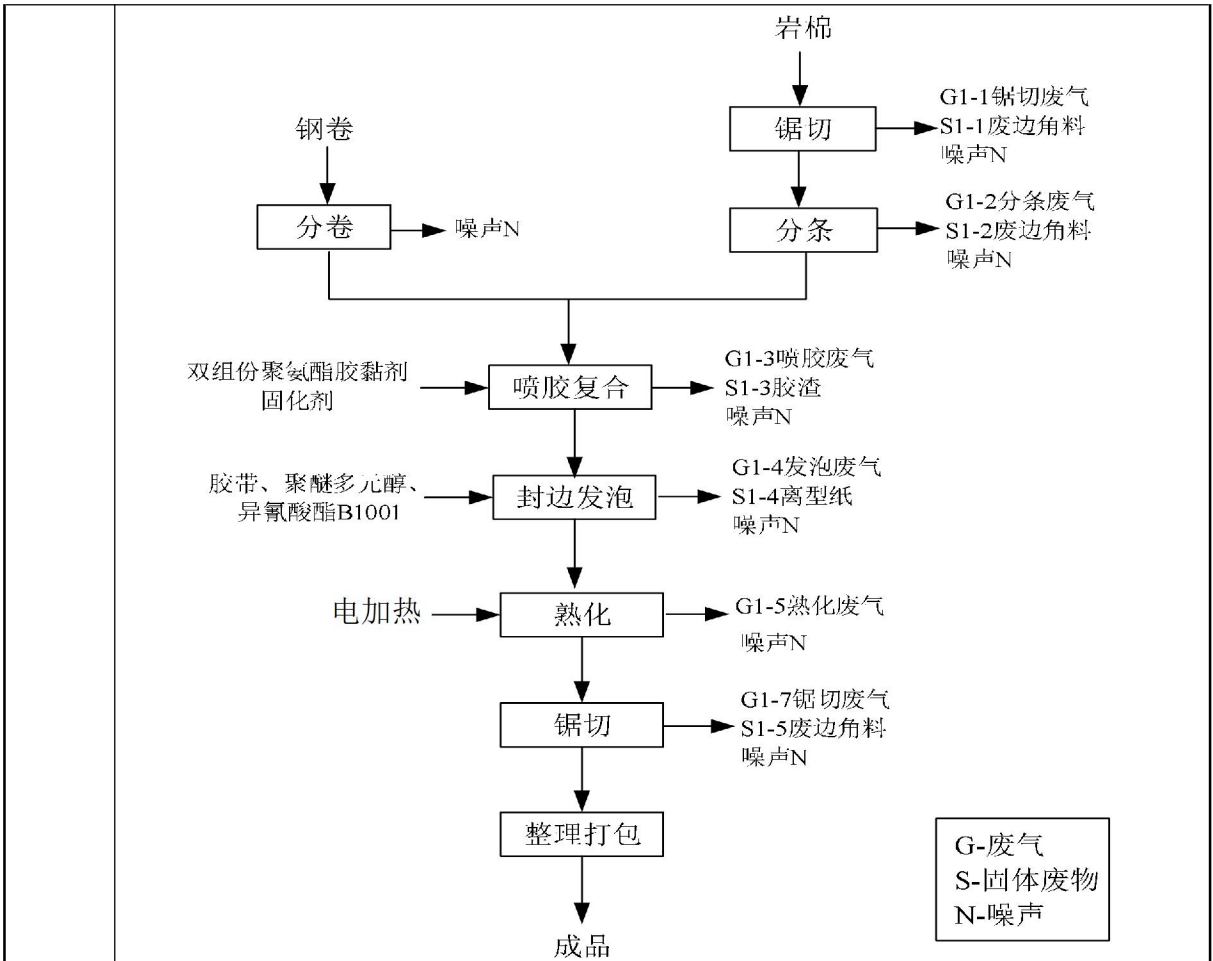 岩棉
钢卷
锯切
G1-1锯切废气
S1-1废边角料
噪声N
分卷
噪声N
分条
G1-2分条废气
S1-2废边角料
噪声N
双组份聚氨酯胶黏剂
固化剂
喷胶复合
G1-3喷胶废气
S1-3胶渣
噪声N
胶带、聚醚多元醇、
异氰酸酯B1001
封边发泡
G1-4发泡废气
S1-4离型纸
噪声N
电加热
熟化
G1-5熟化废气
噪声N
锯切
G1-7锯切废气
S1-5废边角料
噪声N
整理打包
成品
G-废气
S-固体废物
N-噪声